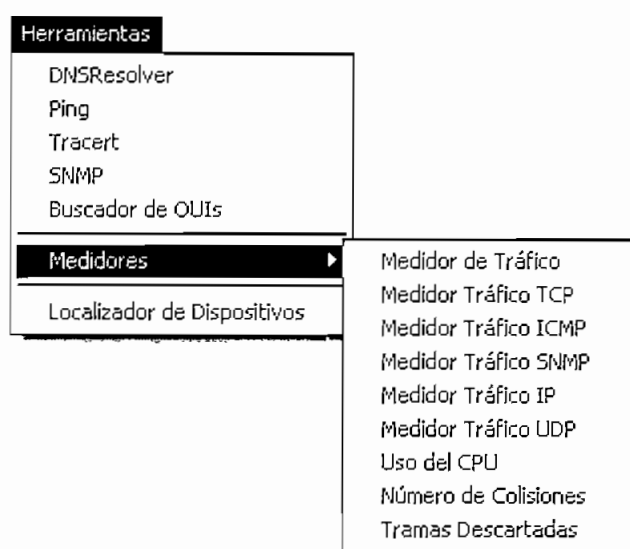 Herramientas
DNSResolver
Ping
Tracert
SNMP
Buscador de OUIs
Medidores
Localizador de Dispositivos
Medidor de Tráfico
Medidor Tráfico TCP
Medidor Tráfico ICMP
Medidor Tráfico SNMP
Medidor Tráfico IP
Medidor Tráfico UDP
Uso del CPU
Número de Colisiones
Tramas Descartadas